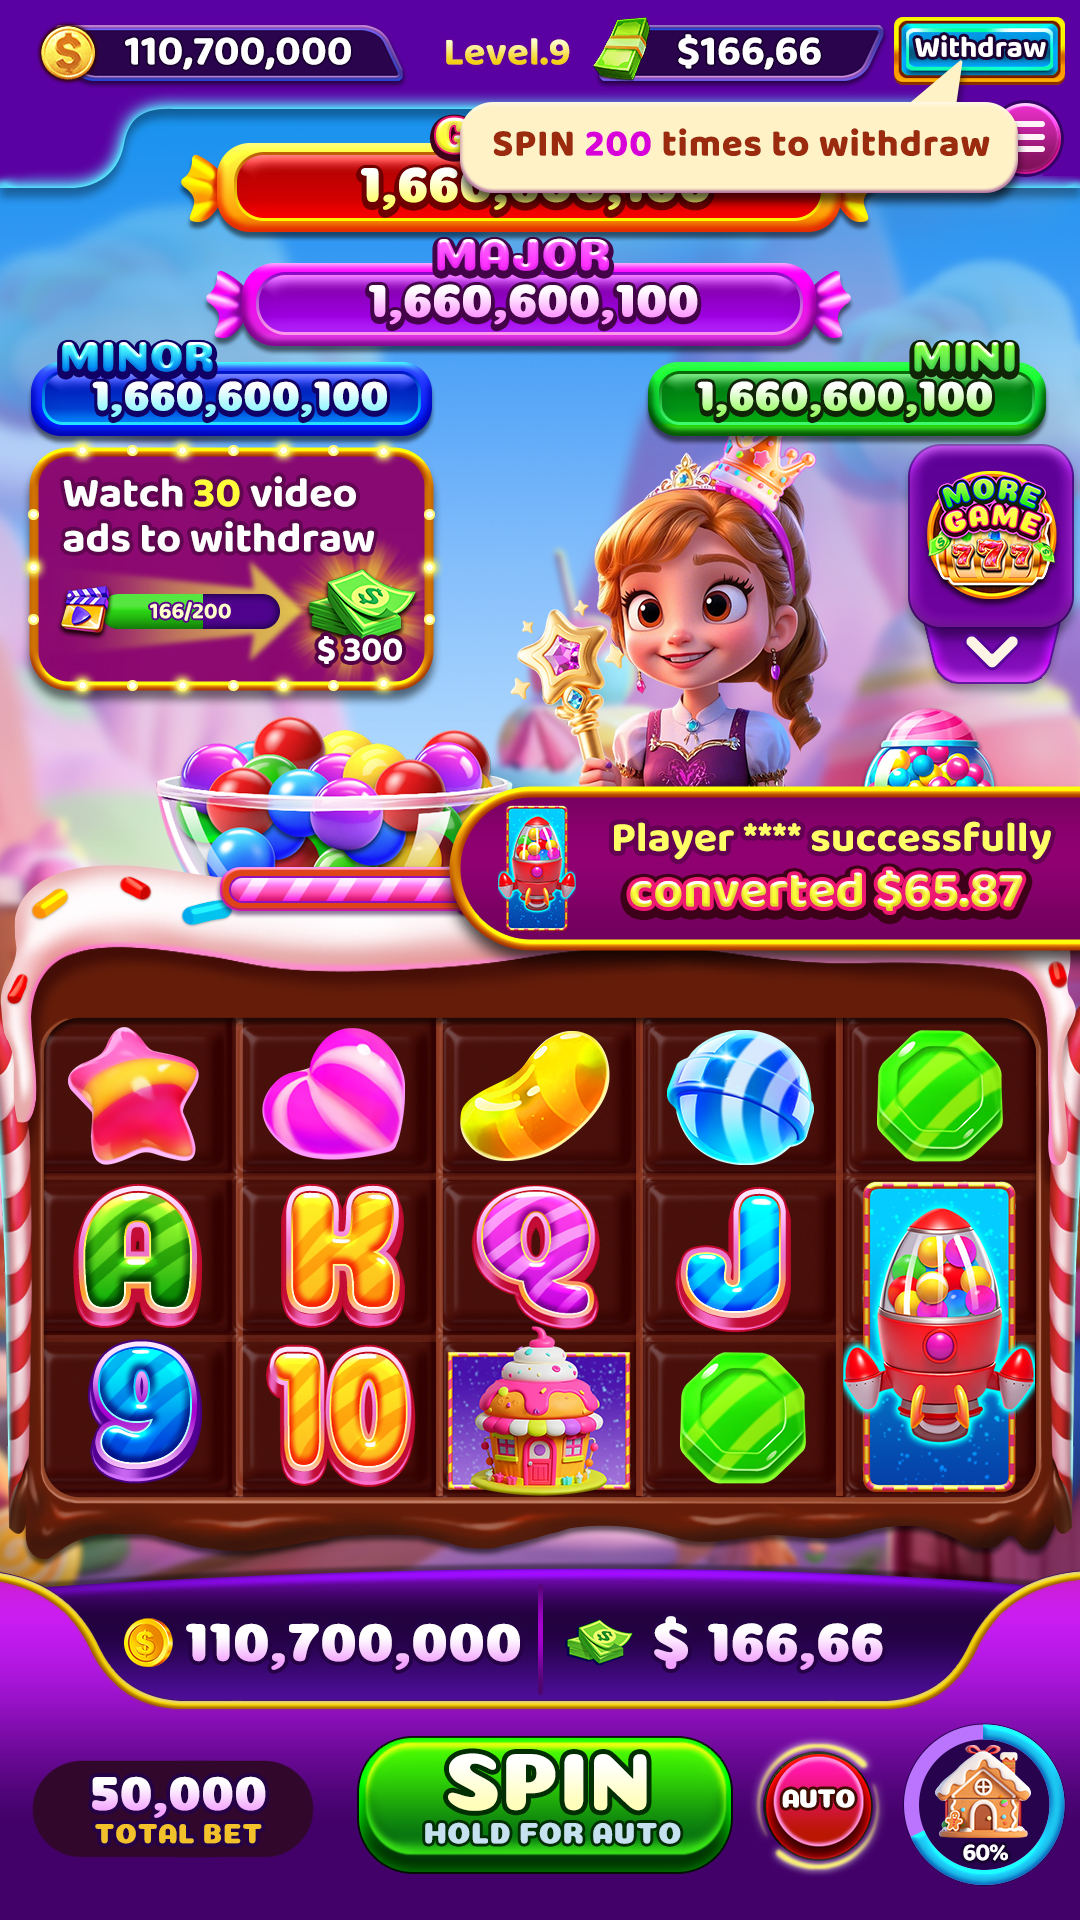 110,700,000
Level.9
$166,66
Withdraw
SPIN 200 times to withdraw
MAJOR
1,660,600,100
MINOR
1,660,600,100
MINI
1,660,600,100
Watch 30 video
ads to withdraw
166/200
$ 300
MORE
GAME
777
Player **** successfully
converted $65.87
A
K
Q
J
9
10
110,700,000
$ 166,66
50,000
TOTAL BET
SPIN
HOLD FOR AUTO
AUTO
60%